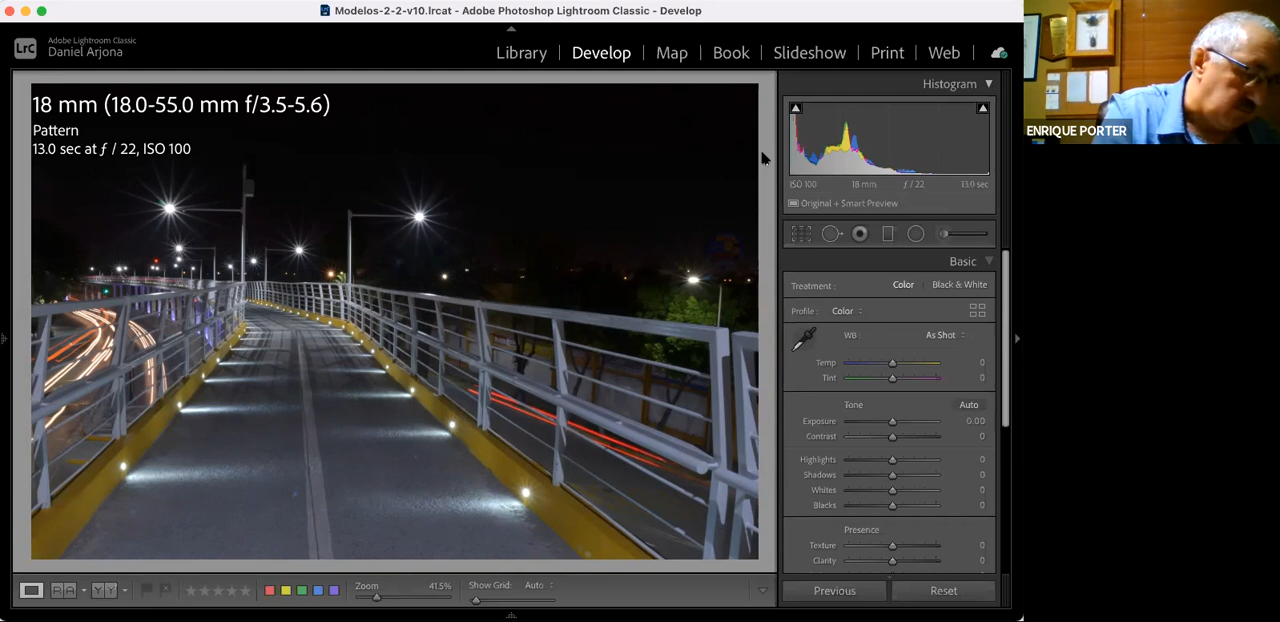 Modelos-2-2-v10.lrcat - Adobe Photoshop Lightroom Classic - Develop
LrC
Adobe Lightroom Classic
Daniel Arjona
Library | Develop | Map | Book | Slideshow | Print | Web
18 mm (18.0-55.0 mm f/3.5-5.6)
Pattern
13.0 sec at ƒ / 22, ISO 100
Histogram
ISO 100 18 mm ƒ / 22 13.0 sec
Original + Smart Preview
Basic
Treatment : Color Black & White
Profile : Color
WB : As Shot
Temp 0
Tint 0
Tone Auto
Exposure 0.00
Contrast 0
Highlights 0
Shadows 0
Whites 0
Blacks 0
Presence
Texture 0
Clarity 0
Previous Reset
Zoom 41.5% Show Grid: Auto
ENRIQUE PORTER